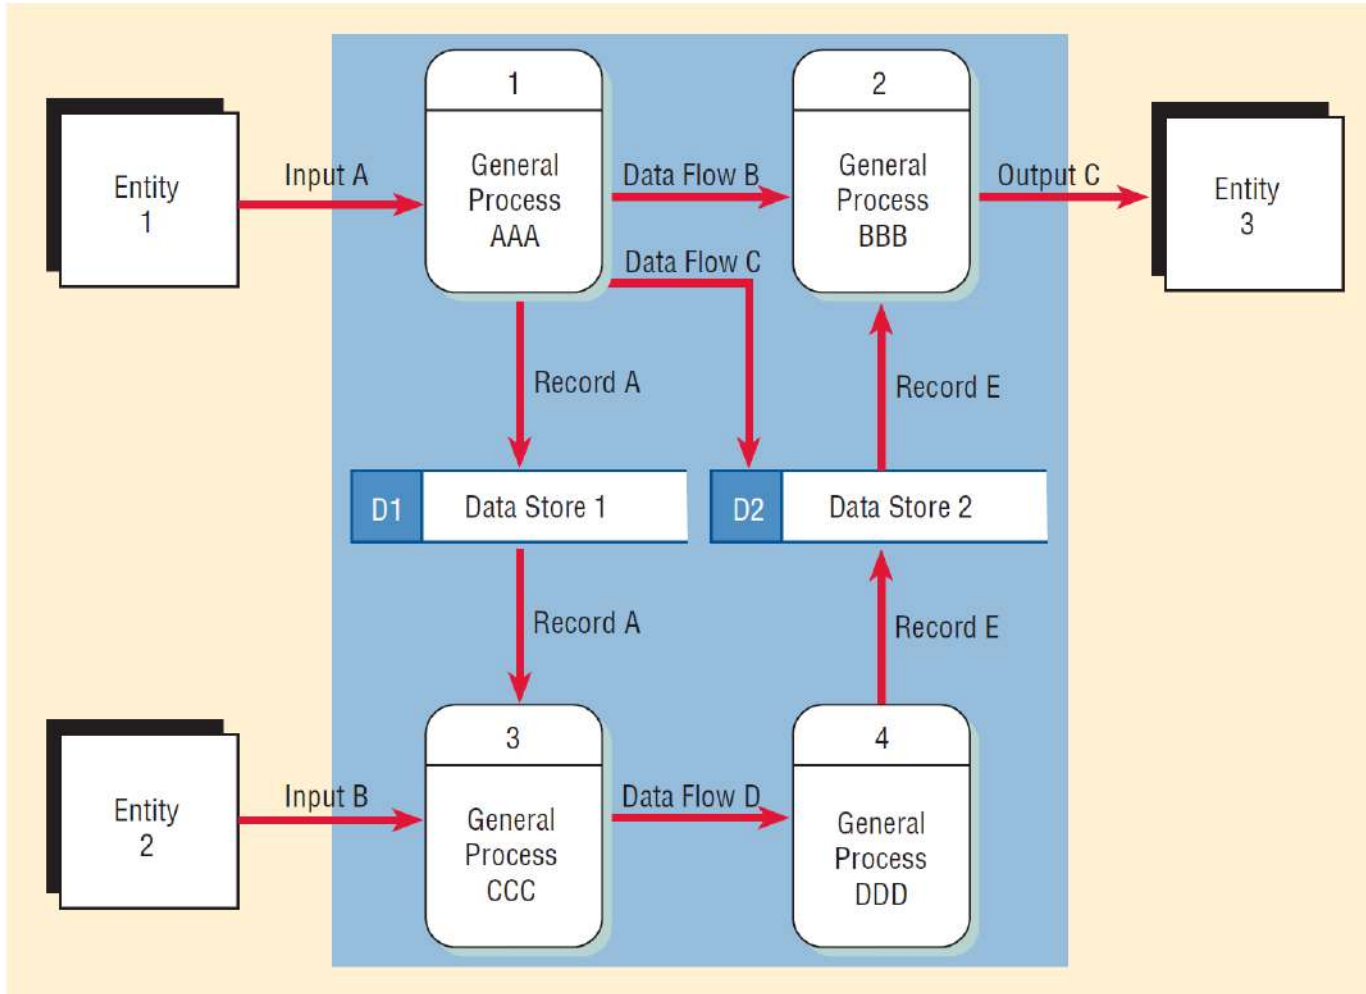 1
2
Entity
1
Input A
General
Process
AAA
Data Flow B
General
Process
BBB
Output C
Entity
3
Data Flow C
Record A
Record E
D1
Data Store 1
D2
Data Store 2
Record A
Record E
3
4
Entity
2
Input B
General
Process
CCC
Data Flow D
General
Process
DDD